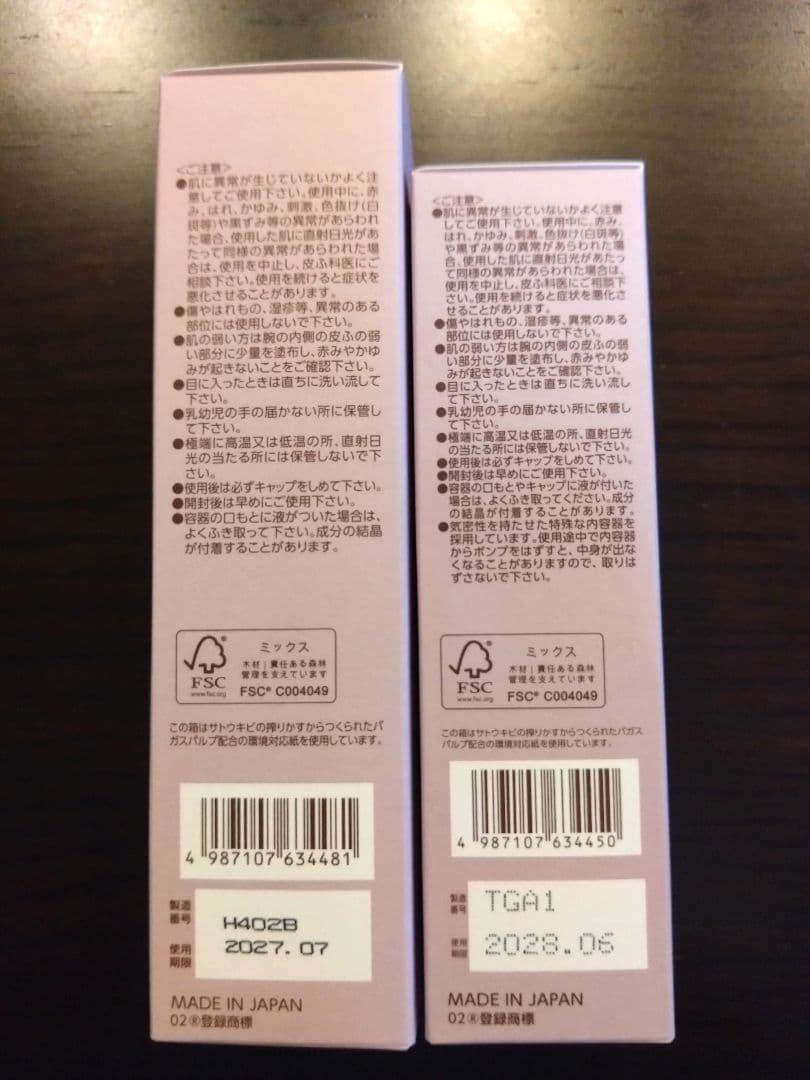 <ご注意>
●肌に異常が生じていないかよく注
意してご使用下さい。使用中に、赤
み、はれ、かゆみ、刺激、色抜け(白
斑等)や黒ずみ等の異常があらわれ
た場合、使用した肌に直射日光があ
たって同様の異常があらわれた場
合は、使用を中止し、皮ふ科医にご
相談下さい。使用を続けると症状を
悪化させることがあります。
●傷やはれもの、湿疹等、異常のある
部位には使用しないで下さい。
●肌の弱い方は腕の内側の皮ふの弱
い部分に少量を塗布し、赤みやかゆ
みが起きないことをご確認下さい。
●目に入ったときは直ちに洗い流して
下さい。
●乳幼児の手の届かない所に保管し
て下さい。
●極端に高温又は低温の所、直射日
光の当たる所には保管しないで下
さい。
●使用後は必ずキャップをしめて下さい。
●開封後は早めにご使用下さい。
●容器の口もとに液がついた場合は、
よくふき取って下さい。成分の結晶
が付着することがあります。
FSC
www.fsc.org
ミックス
木材|責任ある森林
管理を支えています
FSC® C004049
この箱はサトウキビの搾りかすからつくられたバ
ガスパルプ配合の環境対応紙を使用しています。
4 987107 634481
製造
番号
H402B
使用
期限
2027.07
MADE IN JAPAN
02®登録商標
<ご注意>
●肌に異常が生じていないかよく注意
してご使用下さい。使用中、赤み、
はれ、かゆみ、刺激、色抜け(白斑等)
や黒ずみ等の異常があらわれた場
合、使用した肌に直射日光があたっ
て同様の異常があらわれた場合は、
使用を中止し、皮ふ科医にご相談下
さい。使用を続けると症状を悪化さ
せることがあります。
●傷やはれもの、湿疹等、異常のある
部位には使用しないで下さい。
●肌の弱い方は腕の内側の皮ふの弱
い部分に少量を塗布し、赤みやかゆ
みが起きないことをご確認下さい。
●目に入ったときは直ちに洗い流し
て下さい。
●乳幼児の手の届かない所に保管し
て下さい。
●極端に高温又は低温の所、直射日光
の当たる所には保管しないで下さい。
●使用後は必ずキャップをしめて下さい。
●開封後は早めにご使用下さい。
●容器の口もとやキャップに液が付いた
場合は、よくふき取ってください。成分
の結晶が付着することがあります。
●気密性を持たせた特殊な内容器を
採用しています。使用途中で内容器
からポンプをはずすと、中身が出な
くなることがありますので、取りは
ずさないで下さい。
FSC
www.fsc.org
ミックス
木材|責任ある森林
管理を支えています
FSC® C004049
この箱はサトウキビの搾りかすからつくられたバガス
パルプ配合の環境対応紙を使用しています。
4 987107 634450
製造
番号
TGA1
使用
期限
2028.06
MADE IN JAPAN
02®登録商標